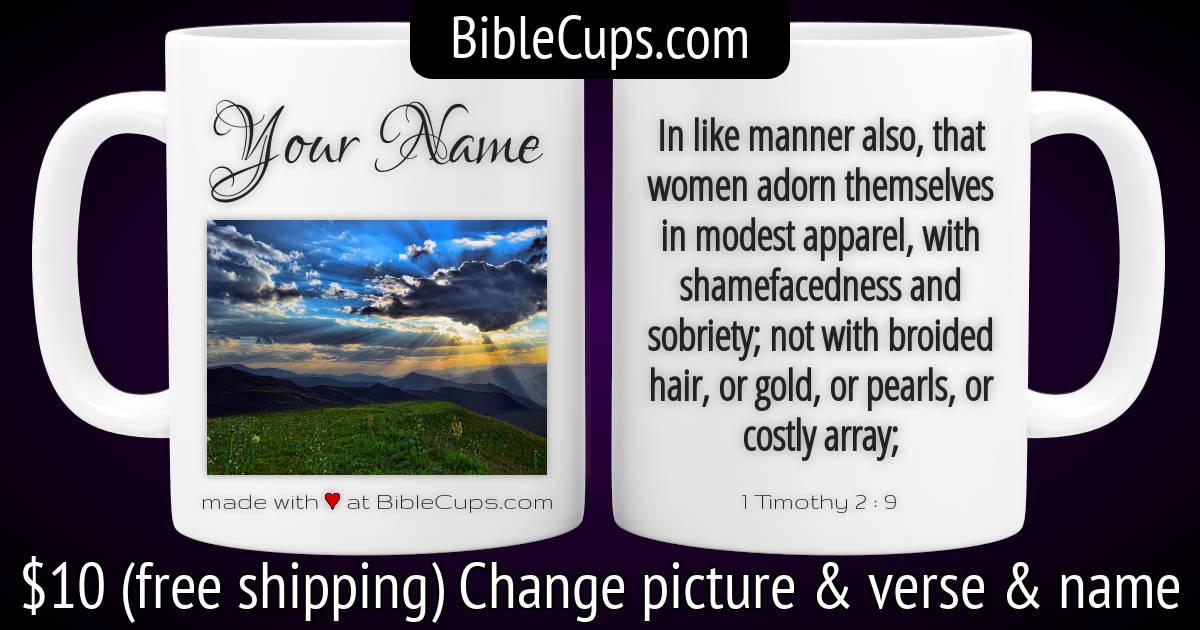 BibleCups.com
Your Name
made with ♥ at BibleCups.com
In like manner also, that
women adorn themselves
in modest apparel, with
shamefacedness and
sobriety; not with broided
hair, or gold, or pearls, or
costly array;
1 Timothy 2 : 9
$10 (free shipping) Change picture & verse & name